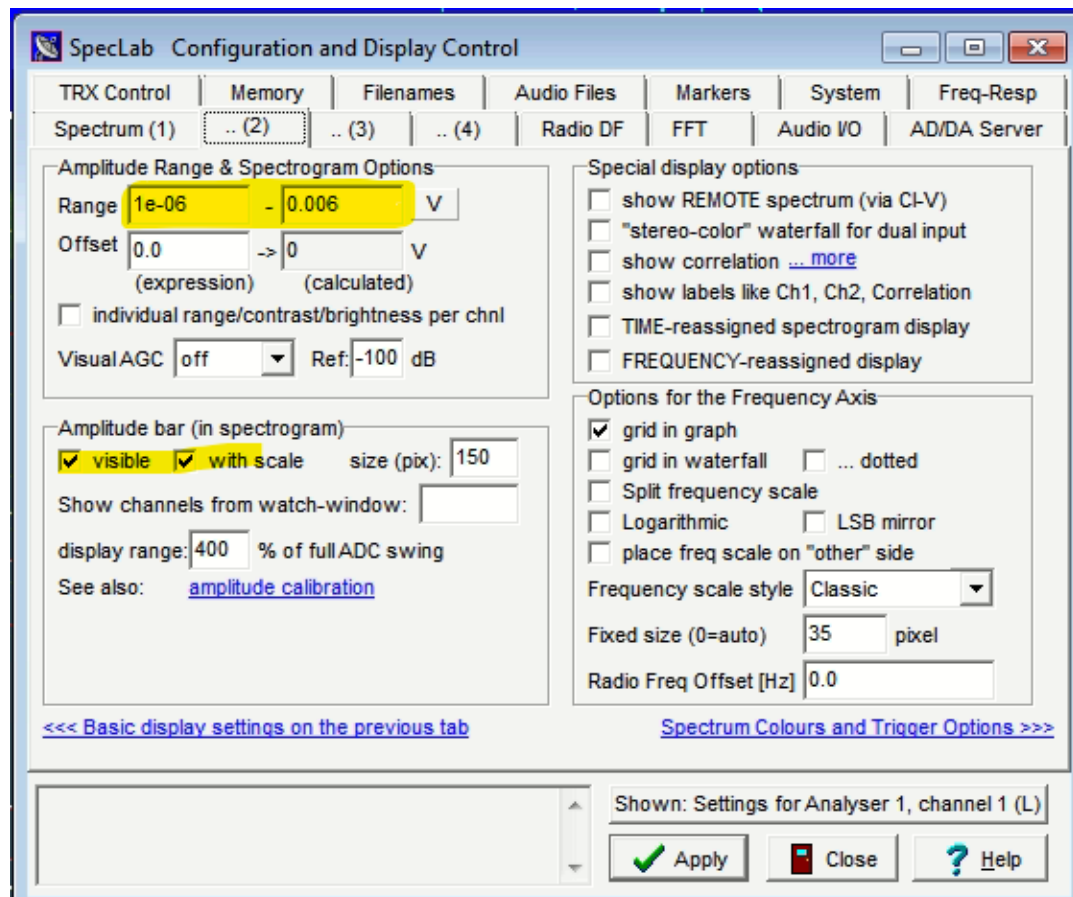 SpecLab Configuration and Display Control
TRX Control Memory Filenames Audio Files Markers System Freq-Resp
Spectrum (1) .. (2) .. (3) .. (4) Radio DF FFT Audio I/O AD/DA Server
Amplitude Range & Spectrogram Options
Range 1e-06 - 0.006 V
Offset 0.0 -> 0 V
(expression) (calculated)
individual range/contrast/brightness per chnl
Visual AGC off Ref: -100 dB
Amplitude bar (in spectrogram)
visible with scale size (pix): 150
Show channels from watch-window:
display range: 400 % of full ADC swing
See also: amplitude calibration
<<< Basic display settings on the previous tab
Special display options
show REMOTE spectrum (via CI-V)
"stereo-color" waterfall for dual input
show correlation ... more
show labels like Ch1, Ch2, Correlation
TIME-reassigned spectrogram display
FREQUENCY-reassigned display
Options for the Frequency Axis
grid in graph
grid in waterfall ... dotted
Split frequency scale
Logarithmic LSB mirror
place freq scale on "other" side
Frequency scale style Classic
Fixed size (0=auto) 35 pixel
Radio Freq Offset [Hz] 0.0
Spectrum Colours and Trigger Options >>>
Shown: Settings for Analyser 1, channel 1 (L)
Apply Close Help